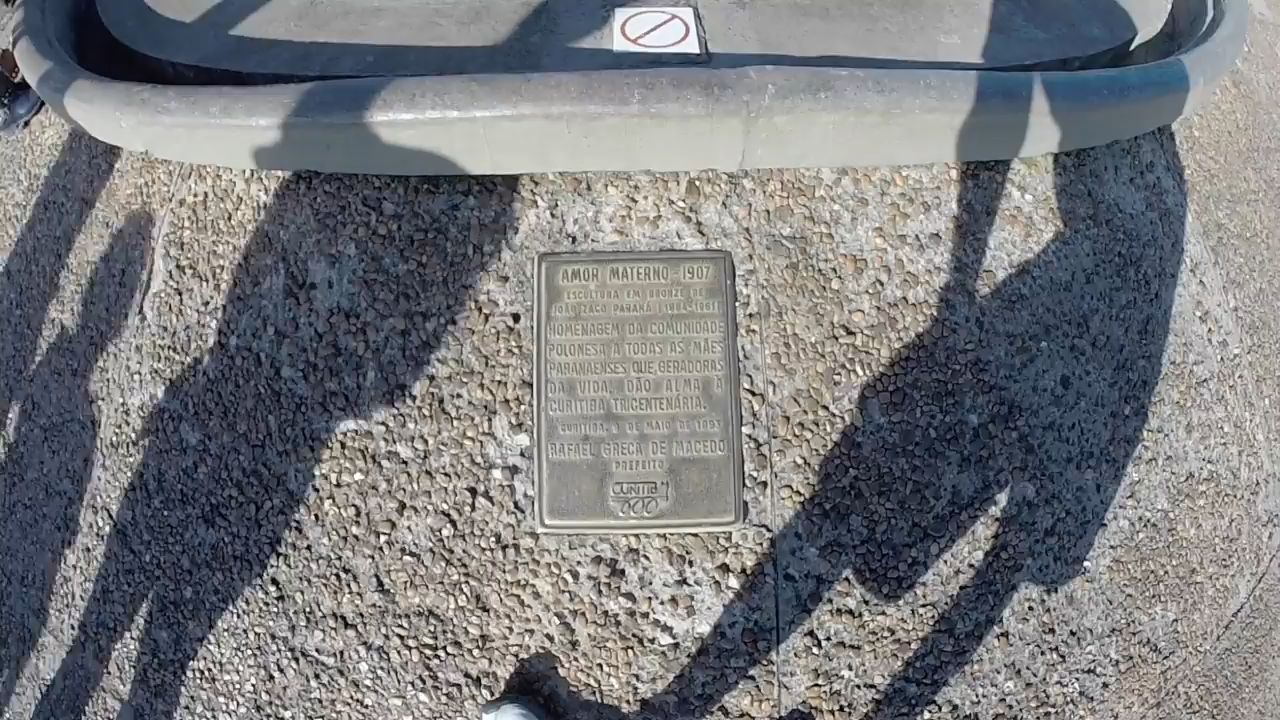 AMOR MATERNO - 1907
ESCULTURA EM BRONZE DE
JOÃO ZACO PARANÁ (1884-1961)
HOMENAGEM DA COMUNIDADE
POLONESA A TODAS AS MÃES
PARANAENSES QUE, GERADORAS
DA VIDA, DÃO ALMA À
CURITIBA TRICENTENÁRIA.
CURITIBA, 9 DE MAIO DE 1993
RAFAEL GRECA DE MACEDO
PREFEITO
CURITIBA
300